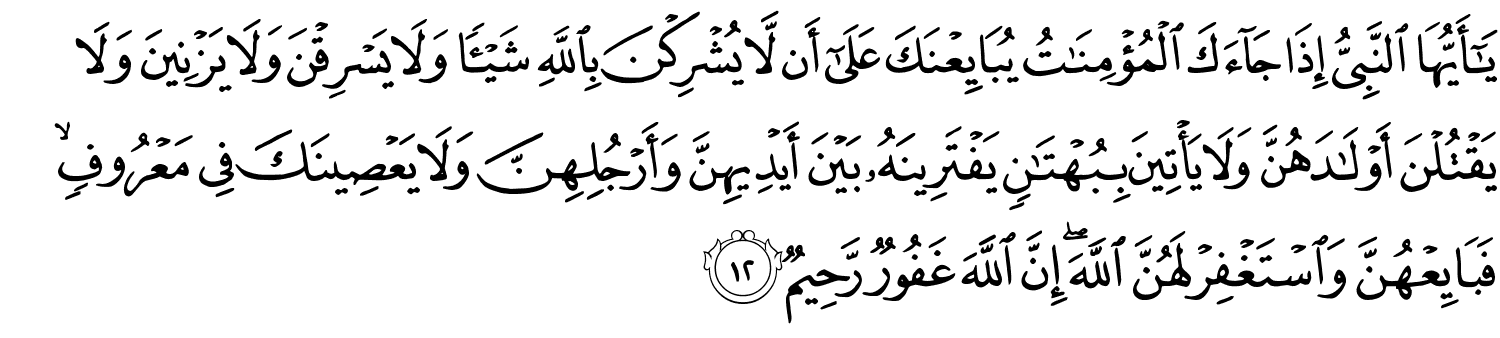 يَـٰٓأَيُّهَا ٱلنَّبِىُّ إِذَا جَآءَكَ ٱلْمُؤْمِنَـٰتُ يُبَايِعْنَكَ عَلَىٰٓ أَن لَّا يُشْرِكْنَ بِٱللَّهِ شَيْـًٔا وَلَا يَسْرِقْنَ وَلَا يَزْنِينَ وَلَا
يَقْتُلْنَ أَوْلَـٰدَهُنَّ وَلَا يَأْتِينَ بِبُهْتَـٰنٍ يَفْتَرِينَهُۥ بَيْنَ أَيْدِيهِنَّ وَأَرْجُلِهِنَّ وَلَا يَعْصِينَكَ فِى مَعْرُوفٍ ۙ
فَبَايِعْهُنَّ وَٱسْتَغْفِرْ لَهُنَّ ٱللَّهَ ۖ إِنَّ ٱللَّهَ غَفُورٌ رَّحِيمٌ ١٢